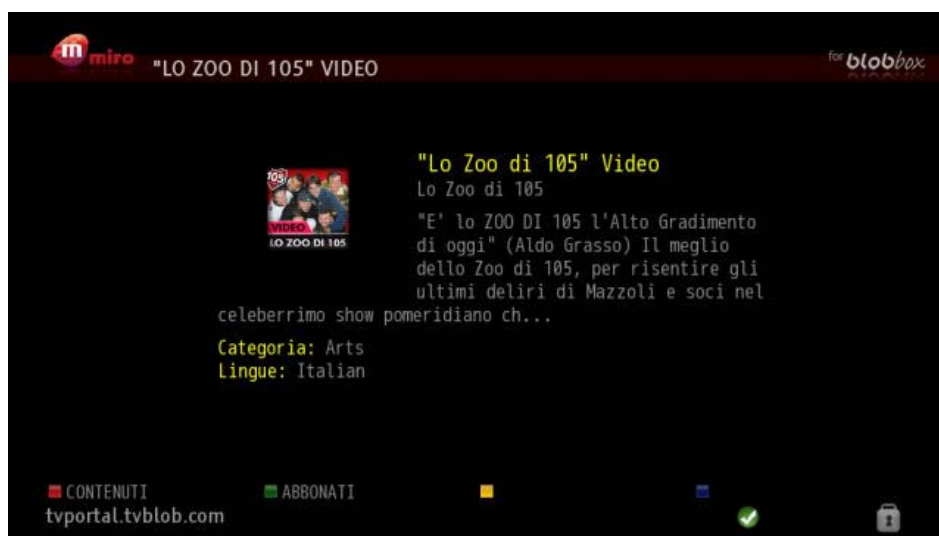 miro
"LO ZOO DI 105" VIDEO
for blobbox
"Lo Zoo di 105" Video
Lo Zoo di 105
105
VIDEO
LO ZOO DI 105
"E' lo ZOO DI 105 l'Alto Gradimento
di oggi" (Aldo Grasso) Il meglio
dello Zoo di 105, per risentire gli
ultimi deliri di Mazzoli e soci nel
celeberrimo show pomeridiano ch...
Categoria: Arts
Lingue: Italian
CONTENUTI
ABBONATI
tvportal.tvblob.com